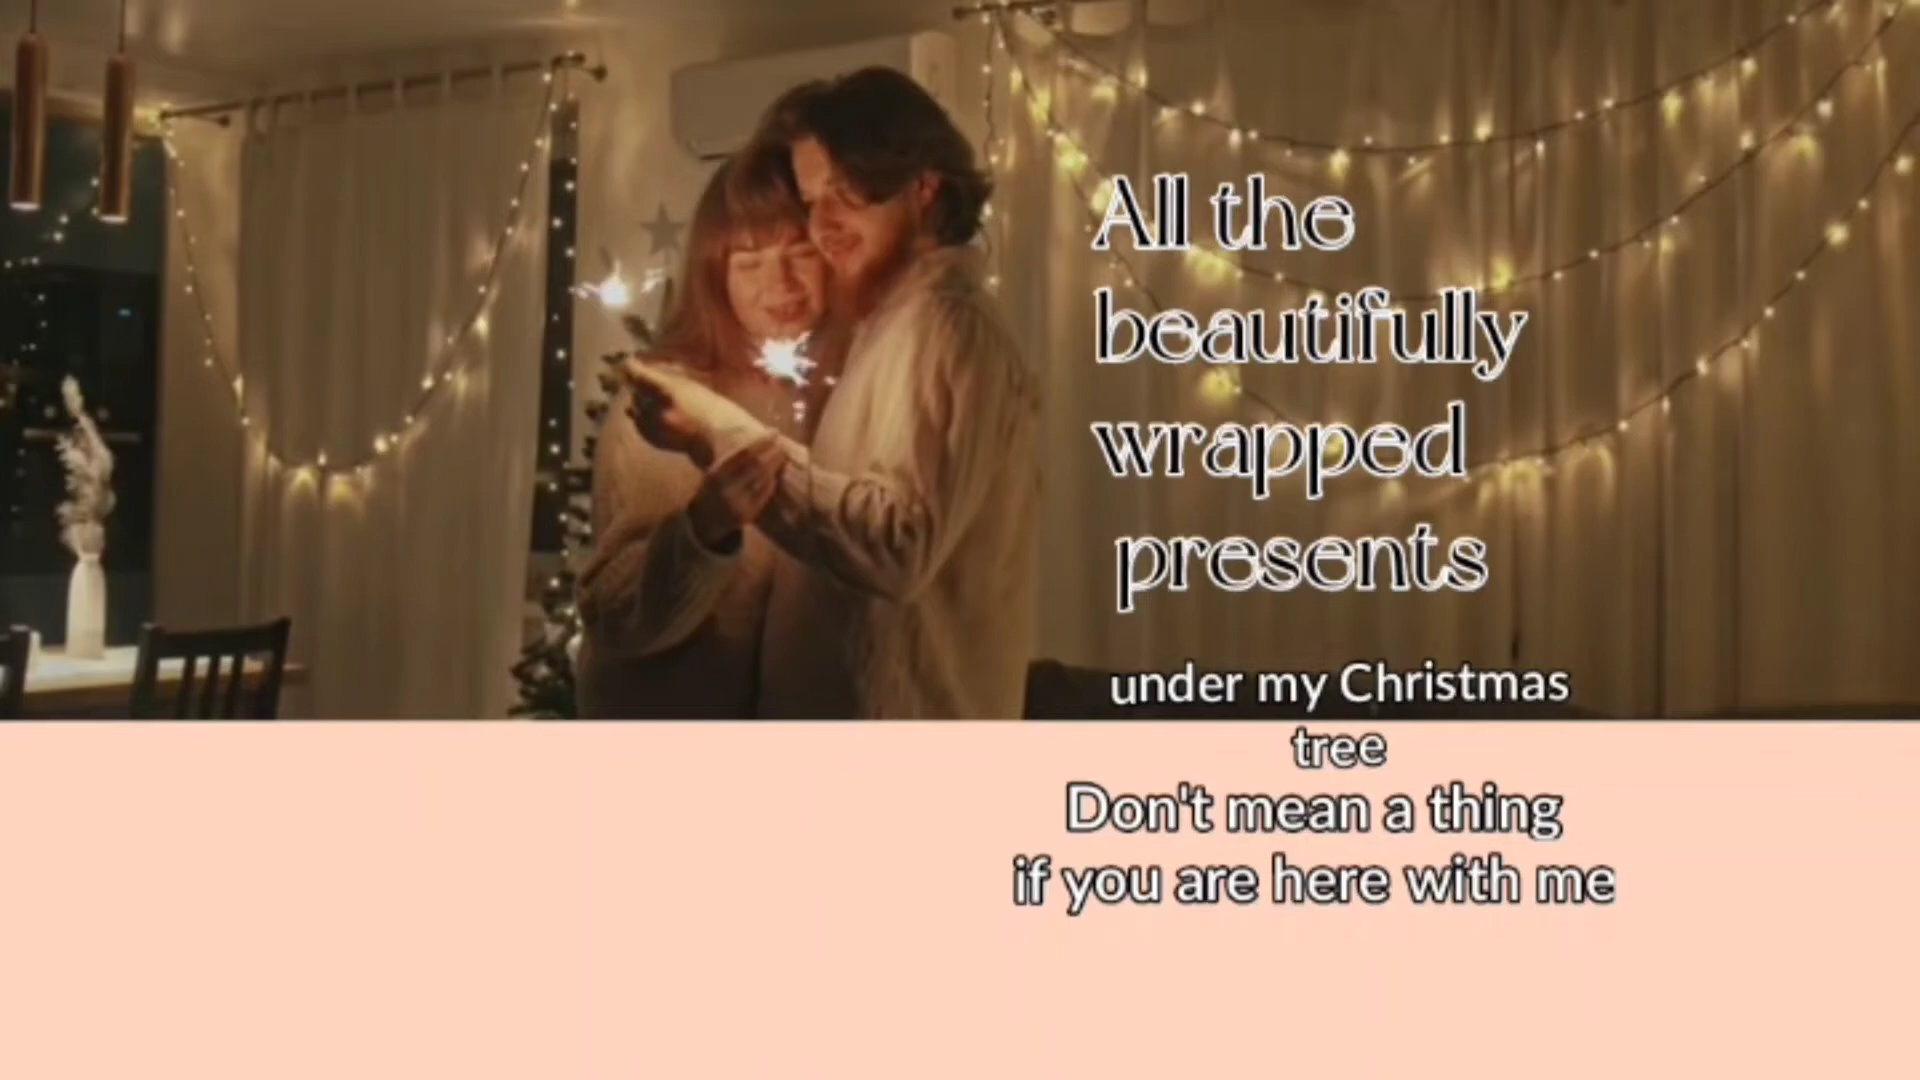 All the
beautifully
wrapped
presents
under my Christmas
tree
Don't mean a thing
if you are here with me